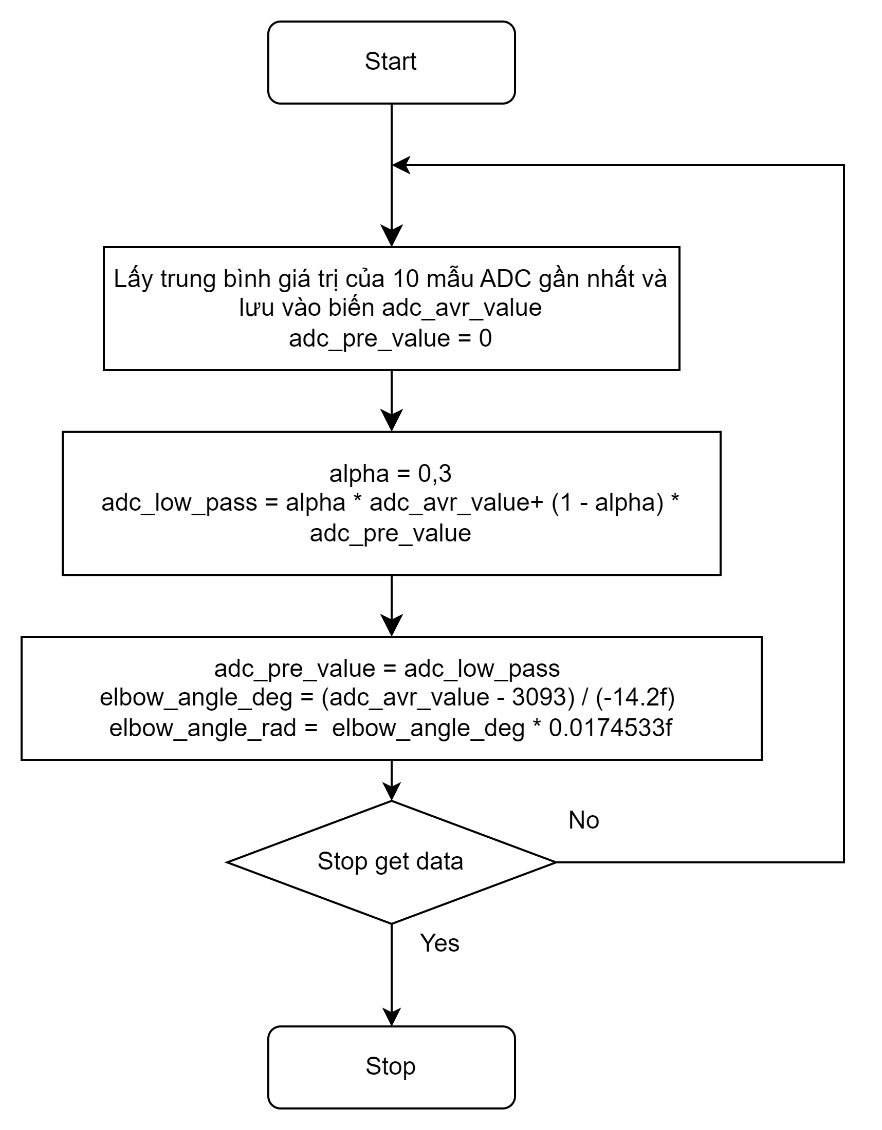 Start
Lấy trung bình giá trị của 10 mẫu ADC gần nhất và
lưu vào biến adc_avr_value
adc_pre_value = 0
alpha = 0,3
adc_low_pass = alpha * adc_avr_value+ (1 - alpha) *
adc_pre_value
adc_pre_value = adc_low_pass
elbow_angle_deg = (adc_avr_value - 3093) / (-14.2f)
elbow_angle_rad =  elbow_angle_deg * 0.0174533f
No
Stop get data
Yes
Stop